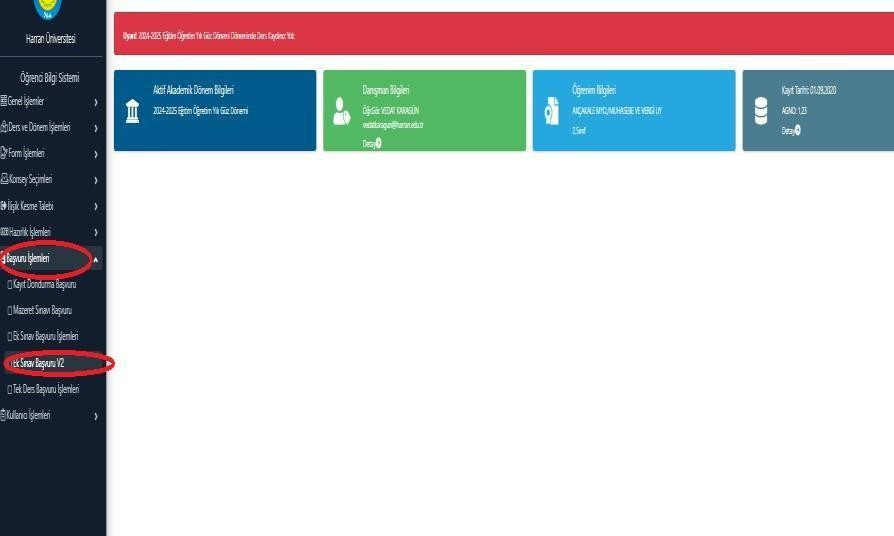 Harran Üniversitesi
Öğrenci Bilgi Sistemi
Genel İşlemler
Ders ve Dönem İşlemleri
Form İşlemleri
Konsey Seçimleri
İlişik Kesme Talebi
Hazırlık İşlemleri
Başvuru İşlemleri
Kayıt Dondurma Başvuru
Mazeret Sınavı Başvuru
Ek Sınav Başvuru İşlemleri
Ek Sınav Başvuru V2
Tek Ders Başvuru İşlemleri
Kullanıcı İşlemleri
Uyarı! 2024-2025 Eğitim Öğretim Yılı Güz Dönemi Döneminde Ders Kaydınız Yok
Aktif Akademik Dönem Bilgileri
2024-2025 Eğitim Öğretim Yılı Güz Dönemi
Danışman Bilgileri
Öğr.Gör. VEDAT KARAGÜN
vedatkaragun@harran.edu.tr
Detay
Öğrenim Bilgileri
AKÇAKALE MYO./MUHASEBE VE VERGİ UY
2.Sınıf
Kayıt Tarihi: 01.09.2020
AGNO: 1,23
Detay